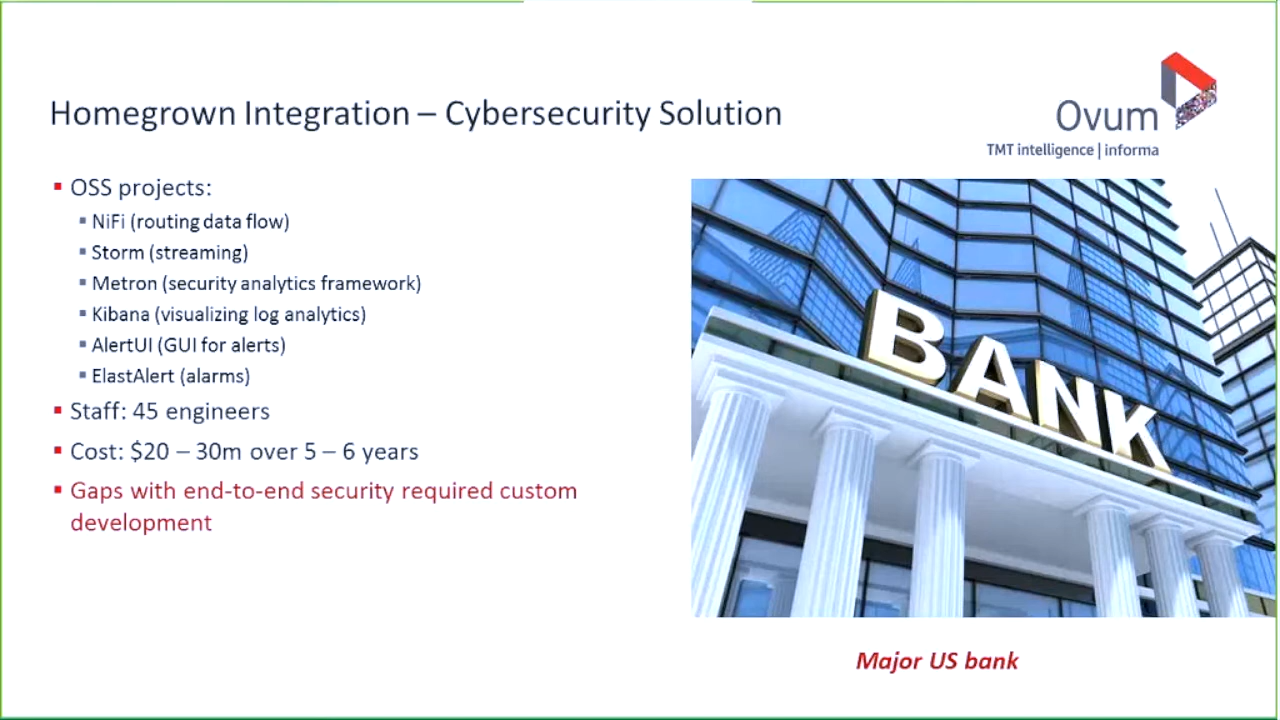 Homegrown Integration – Cybersecurity Solution
Ovum
TMT intelligence | informa
▪ OSS projects:
▪ NiFi (routing data flow)
▪ Storm (streaming)
▪ Metron (security analytics framework)
▪ Kibana (visualizing log analytics)
▪ AlertUI (GUI for alerts)
▪ ElastAlert (alarms)
▪ Staff: 45 engineers
▪ Cost: $20 – 30m over 5 – 6 years
▪ Gaps with end-to-end security required custom
development
BANK
Major US bank